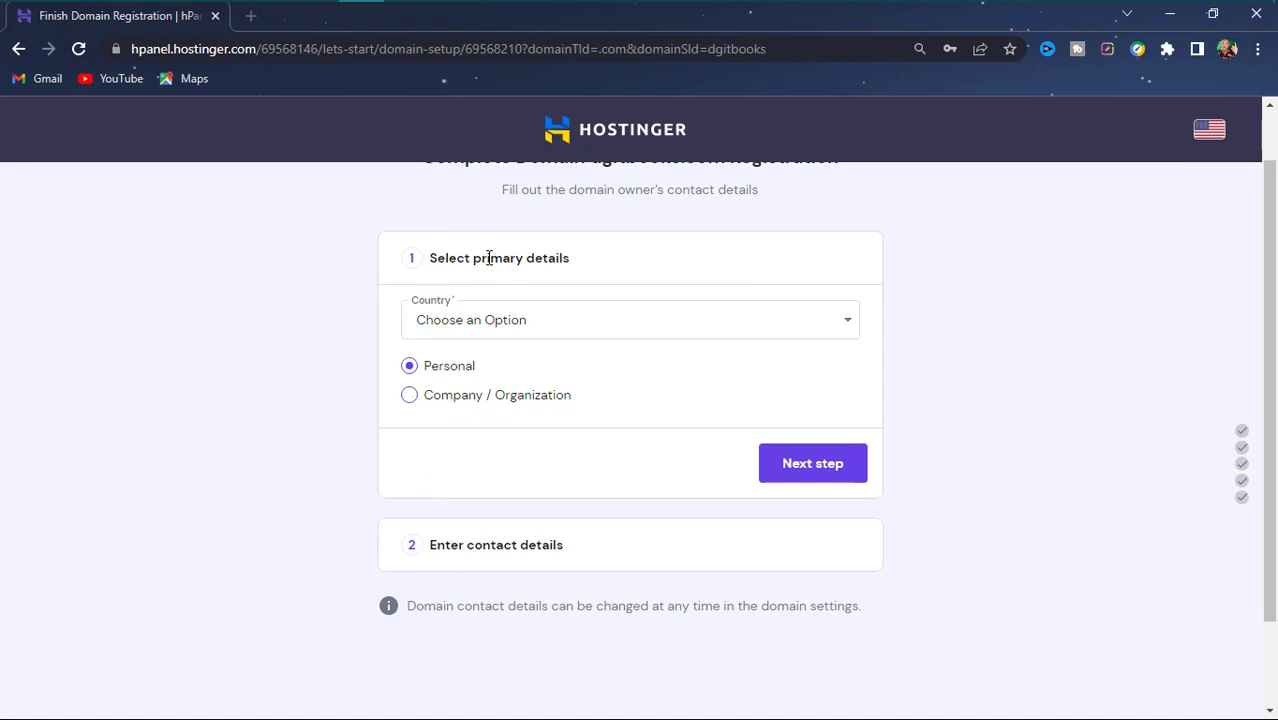 Finish Domain Registration | hPa
hpanel.hostinger.com/69568146/lets-start/domain-setup/69568210?domainTld=.com&domainSld=dgitbooks
Gmail YouTube Maps
HOSTINGER
Fill out the domain owner's contact details
1 Select primary details
Country*
Choose an Option
Personal
Company / Organization
Next step
2 Enter contact details
Domain contact details can be changed at any time in the domain settings.